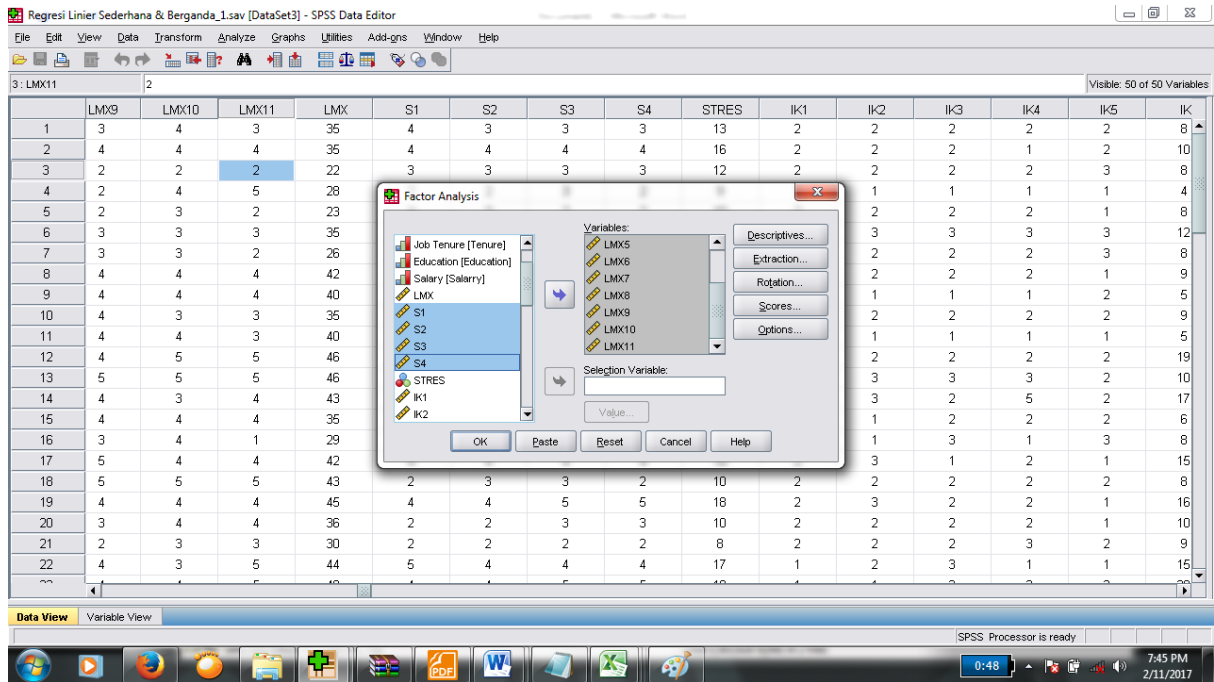 Regresi Linier Sederhana & Berganda_1.sav [DataSet3] - SPSS Data Editor
File Edit View Data Transform Analyze Graphs Utilities Add-ons Window Help
3 : LMX11 2 Visible: 50 of 50 Variables
LMX9 LMX10 LMX11 LMX S1 S2 S3 S4 STRES IK1 IK2 IK3 IK4 IK5 IK
1 3 4 3 35 4 3 3 3 13 2 2 2 2 2 8
2 4 4 4 35 4 4 4 4 16 2 2 2 1 2 10
3 2 2 2 22 3 3 3 3 12 2 2 2 2 3 8
4 2 4 5 28 1 1 1 1 4
5 2 3 2 23 2 2 2 1 8
6 3 3 3 35 3 3 3 3 12
7 3 3 2 26 2 2 2 3 8
8 4 4 4 42 2 2 2 1 9
9 4 4 4 40 1 1 1 2 5
10 4 3 3 35 2 2 2 2 9
11 4 4 3 40 1 1 1 1 5
12 4 5 5 46 2 2 2 2 19
13 5 5 5 46 3 3 3 2 10
14 4 3 4 43 3 2 5 2 17
15 4 4 4 35 1 2 2 2 6
16 3 4 1 29 1 3 1 3 8
17 5 4 4 42 3 1 2 1 15
18 5 5 5 43 2 3 3 2 10 2 2 2 2 2 8
19 4 4 4 45 4 4 5 5 18 2 3 2 2 1 16
20 3 4 4 36 2 2 3 3 10 2 2 2 2 1 10
21 2 3 3 30 2 2 2 2 8 2 2 2 3 2 9
22 4 3 5 44 5 4 4 4 17 1 2 3 1 1 15
Factor Analysis
Job Tenure [Tenure]
Education [Education]
Salary [Salarry]
LMX
S1
S2
S3
S4
STRES
IK1
IK2
Variables:
LMX5
LMX6
LMX7
LMX8
LMX9
LMX10
LMX11
Selection Variable:
Value...
Descriptives...
Extraction...
Rotation...
Scores...
Options...
OK Paste Reset Cancel Help
Data View Variable View
SPSS Processor is ready
PDF
0:48
7:45 PM
2/11/2017